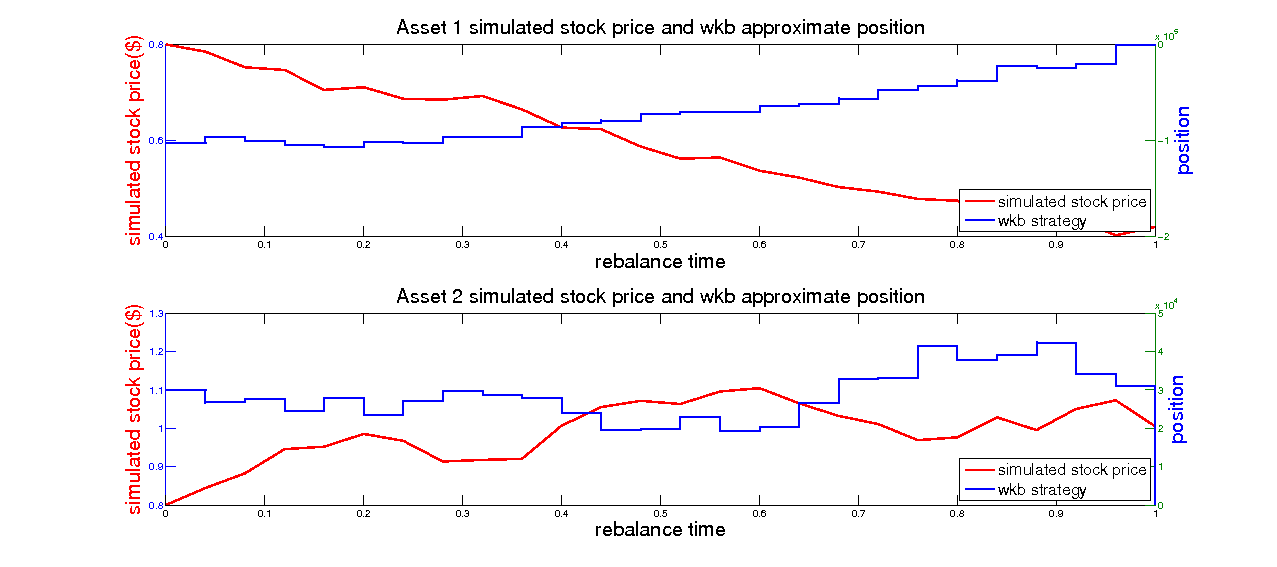 Asset 1 simulated stock price and wkb approximate position
x 10^5
0.8
0.6
0.4
0
-1
-2
simulated stock price($)
position
simulated stock price
wkb strategy
0 0.1 0.2 0.3 0.4 0.5 0.6 0.7 0.8 0.9 1
rebalance time
Asset 2 simulated stock price and wkb approximate position
x 10^4
1.3
1.2
1.1
1
0.9
0.8
5
4
3
2
1
0
simulated stock price($)
position
simulated stock price
wkb strategy
0 0.1 0.2 0.3 0.4 0.5 0.6 0.7 0.8 0.9 1
rebalance time